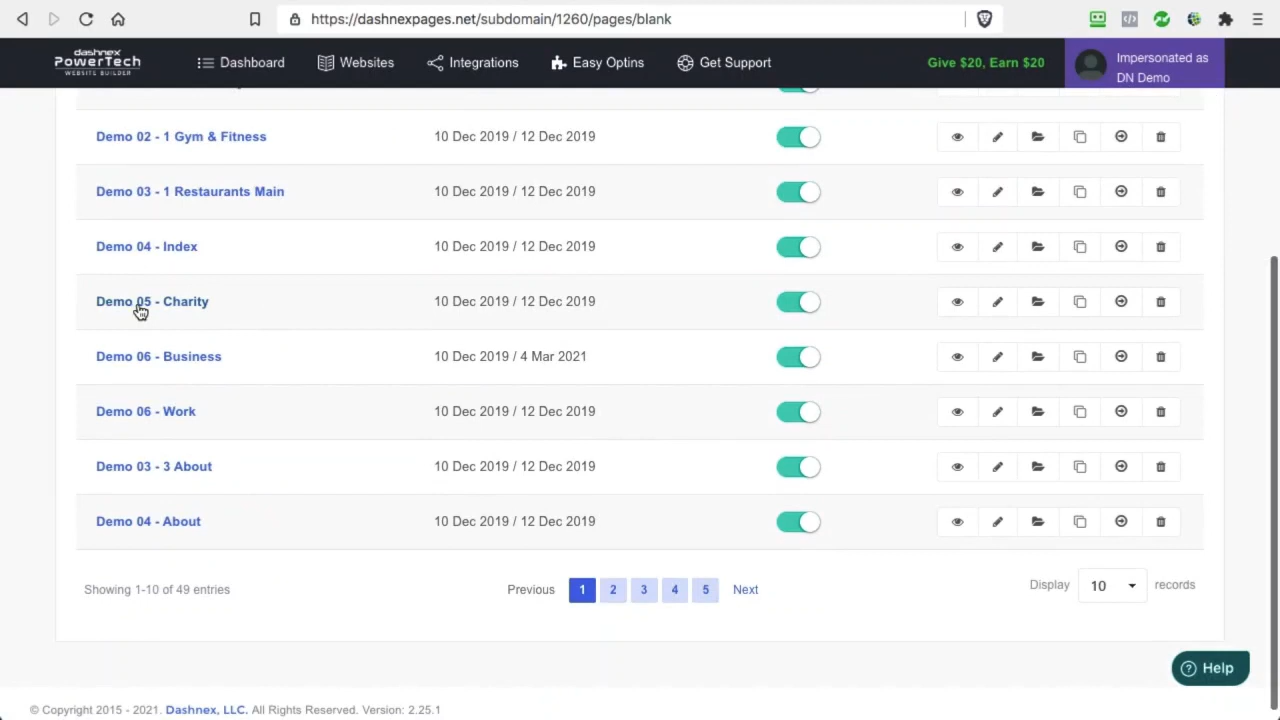 https://dashnexpages.net/subdomain/1260/pages/blank
dashnex
PowerTech
WEBSITE BUILDER
Dashboard
Websites
Integrations
Easy Optins
Get Support
Give $20, Earn $20
Impersonated as
DN Demo
Demo 02 - 1 Gym & Fitness 10 Dec 2019 / 12 Dec 2019
Demo 03 - 1 Restaurants Main 10 Dec 2019 / 12 Dec 2019
Demo 04 - Index 10 Dec 2019 / 12 Dec 2019
Demo 05 - Charity 10 Dec 2019 / 12 Dec 2019
Demo 06 - Business 10 Dec 2019 / 4 Mar 2021
Demo 06 - Work 10 Dec 2019 / 12 Dec 2019
Demo 03 - 3 About 10 Dec 2019 / 12 Dec 2019
Demo 04 - About 10 Dec 2019 / 12 Dec 2019
Showing 1-10 of 49 entries
Previous 1 2 3 4 5 Next
Display 10 records
Help
© Copyright 2015 - 2021. Dashnex, LLC. All Rights Reserved. Version: 2.25.1